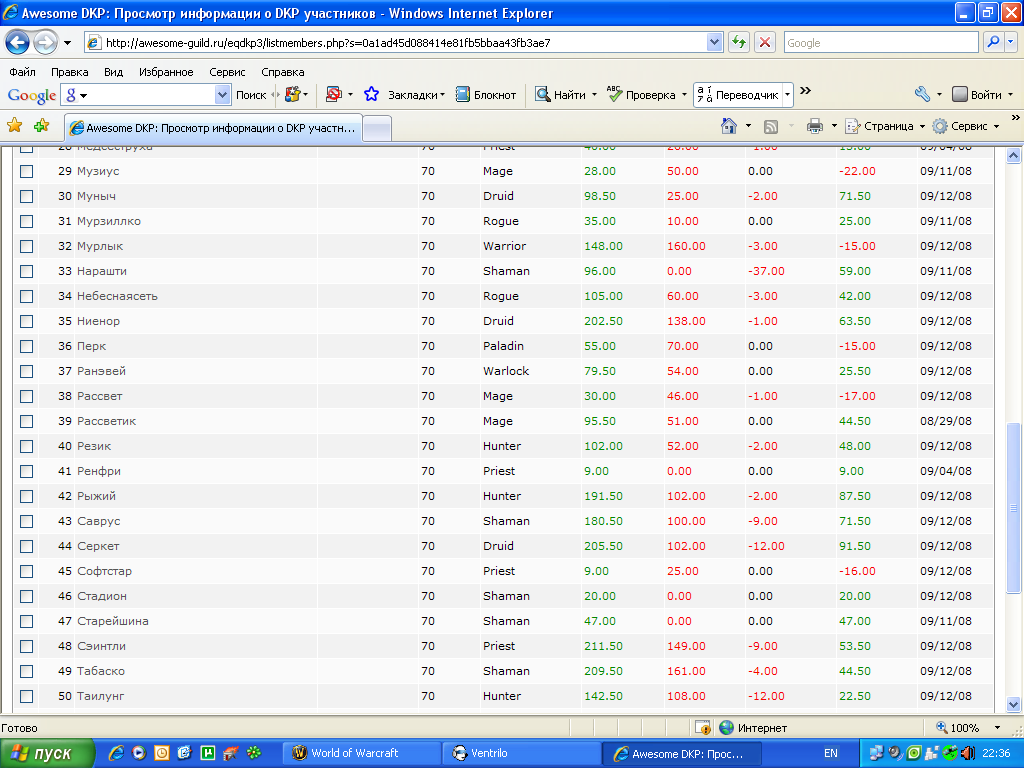 Awesome DKP: Просмотр информации о DKP участников - Windows Internet Explorer
http://awesome-guild.ru/eqdkp3/listmembers.php?s=0a1ad45d088414e81fb5bbaa43fb3ae7
Google
Файл Правка Вид Избранное Сервис Справка
Google g Поиск Закладки Блокнот Найти ABC Проверка Переводчик Войти
Awesome DKP: Просмотр информации о DKP участн... Страница Сервис
28 Медсеструха 70 Priest 09/04/08
29 Музиус 70 Mage 28.00 50.00 0.00 -22.00 09/11/08
30 Муныч 70 Druid 98.50 25.00 -2.00 71.50 09/12/08
31 Мурзиллко 70 Rogue 35.00 10.00 0.00 25.00 09/11/08
32 Мурлык 70 Warrior 148.00 160.00 -3.00 -15.00 09/12/08
33 Нарашти 70 Shaman 96.00 0.00 -37.00 59.00 09/11/08
34 Небеснаясеть 70 Rogue 105.00 60.00 -3.00 42.00 09/12/08
35 Ниенор 70 Druid 202.50 138.00 -1.00 63.50 09/12/08
36 Перк 70 Paladin 55.00 70.00 0.00 -15.00 09/12/08
37 Ранэвей 70 Warlock 79.50 54.00 0.00 25.50 09/12/08
38 Рассвет 70 Mage 30.00 46.00 -1.00 -17.00 09/12/08
39 Рассветик 70 Mage 95.50 51.00 0.00 44.50 08/29/08
40 Резик 70 Hunter 102.00 52.00 -2.00 48.00 09/12/08
41 Ренфри 70 Priest 9.00 0.00 0.00 9.00 09/04/08
42 Рыжий 70 Hunter 191.50 102.00 -2.00 87.50 09/12/08
43 Саврус 70 Shaman 180.50 100.00 -9.00 71.50 09/12/08
44 Серкет 70 Druid 205.50 102.00 -12.00 91.50 09/12/08
45 Софтстар 70 Priest 9.00 25.00 0.00 -16.00 09/12/08
46 Стадион 70 Shaman 20.00 0.00 0.00 20.00 09/12/08
47 Старейшина 70 Shaman 47.00 0.00 0.00 47.00 09/11/08
48 Сэинтли 70 Priest 211.50 149.00 -9.00 53.50 09/12/08
49 Табаско 70 Shaman 209.50 161.00 -4.00 44.50 09/12/08
50 Таилунг 70 Hunter 142.50 108.00 -12.00 22.50 09/12/08
Готово Интернет 100%
пуск World of Warcraft Ventrilo Awesome DKP: Прос... EN 22:36